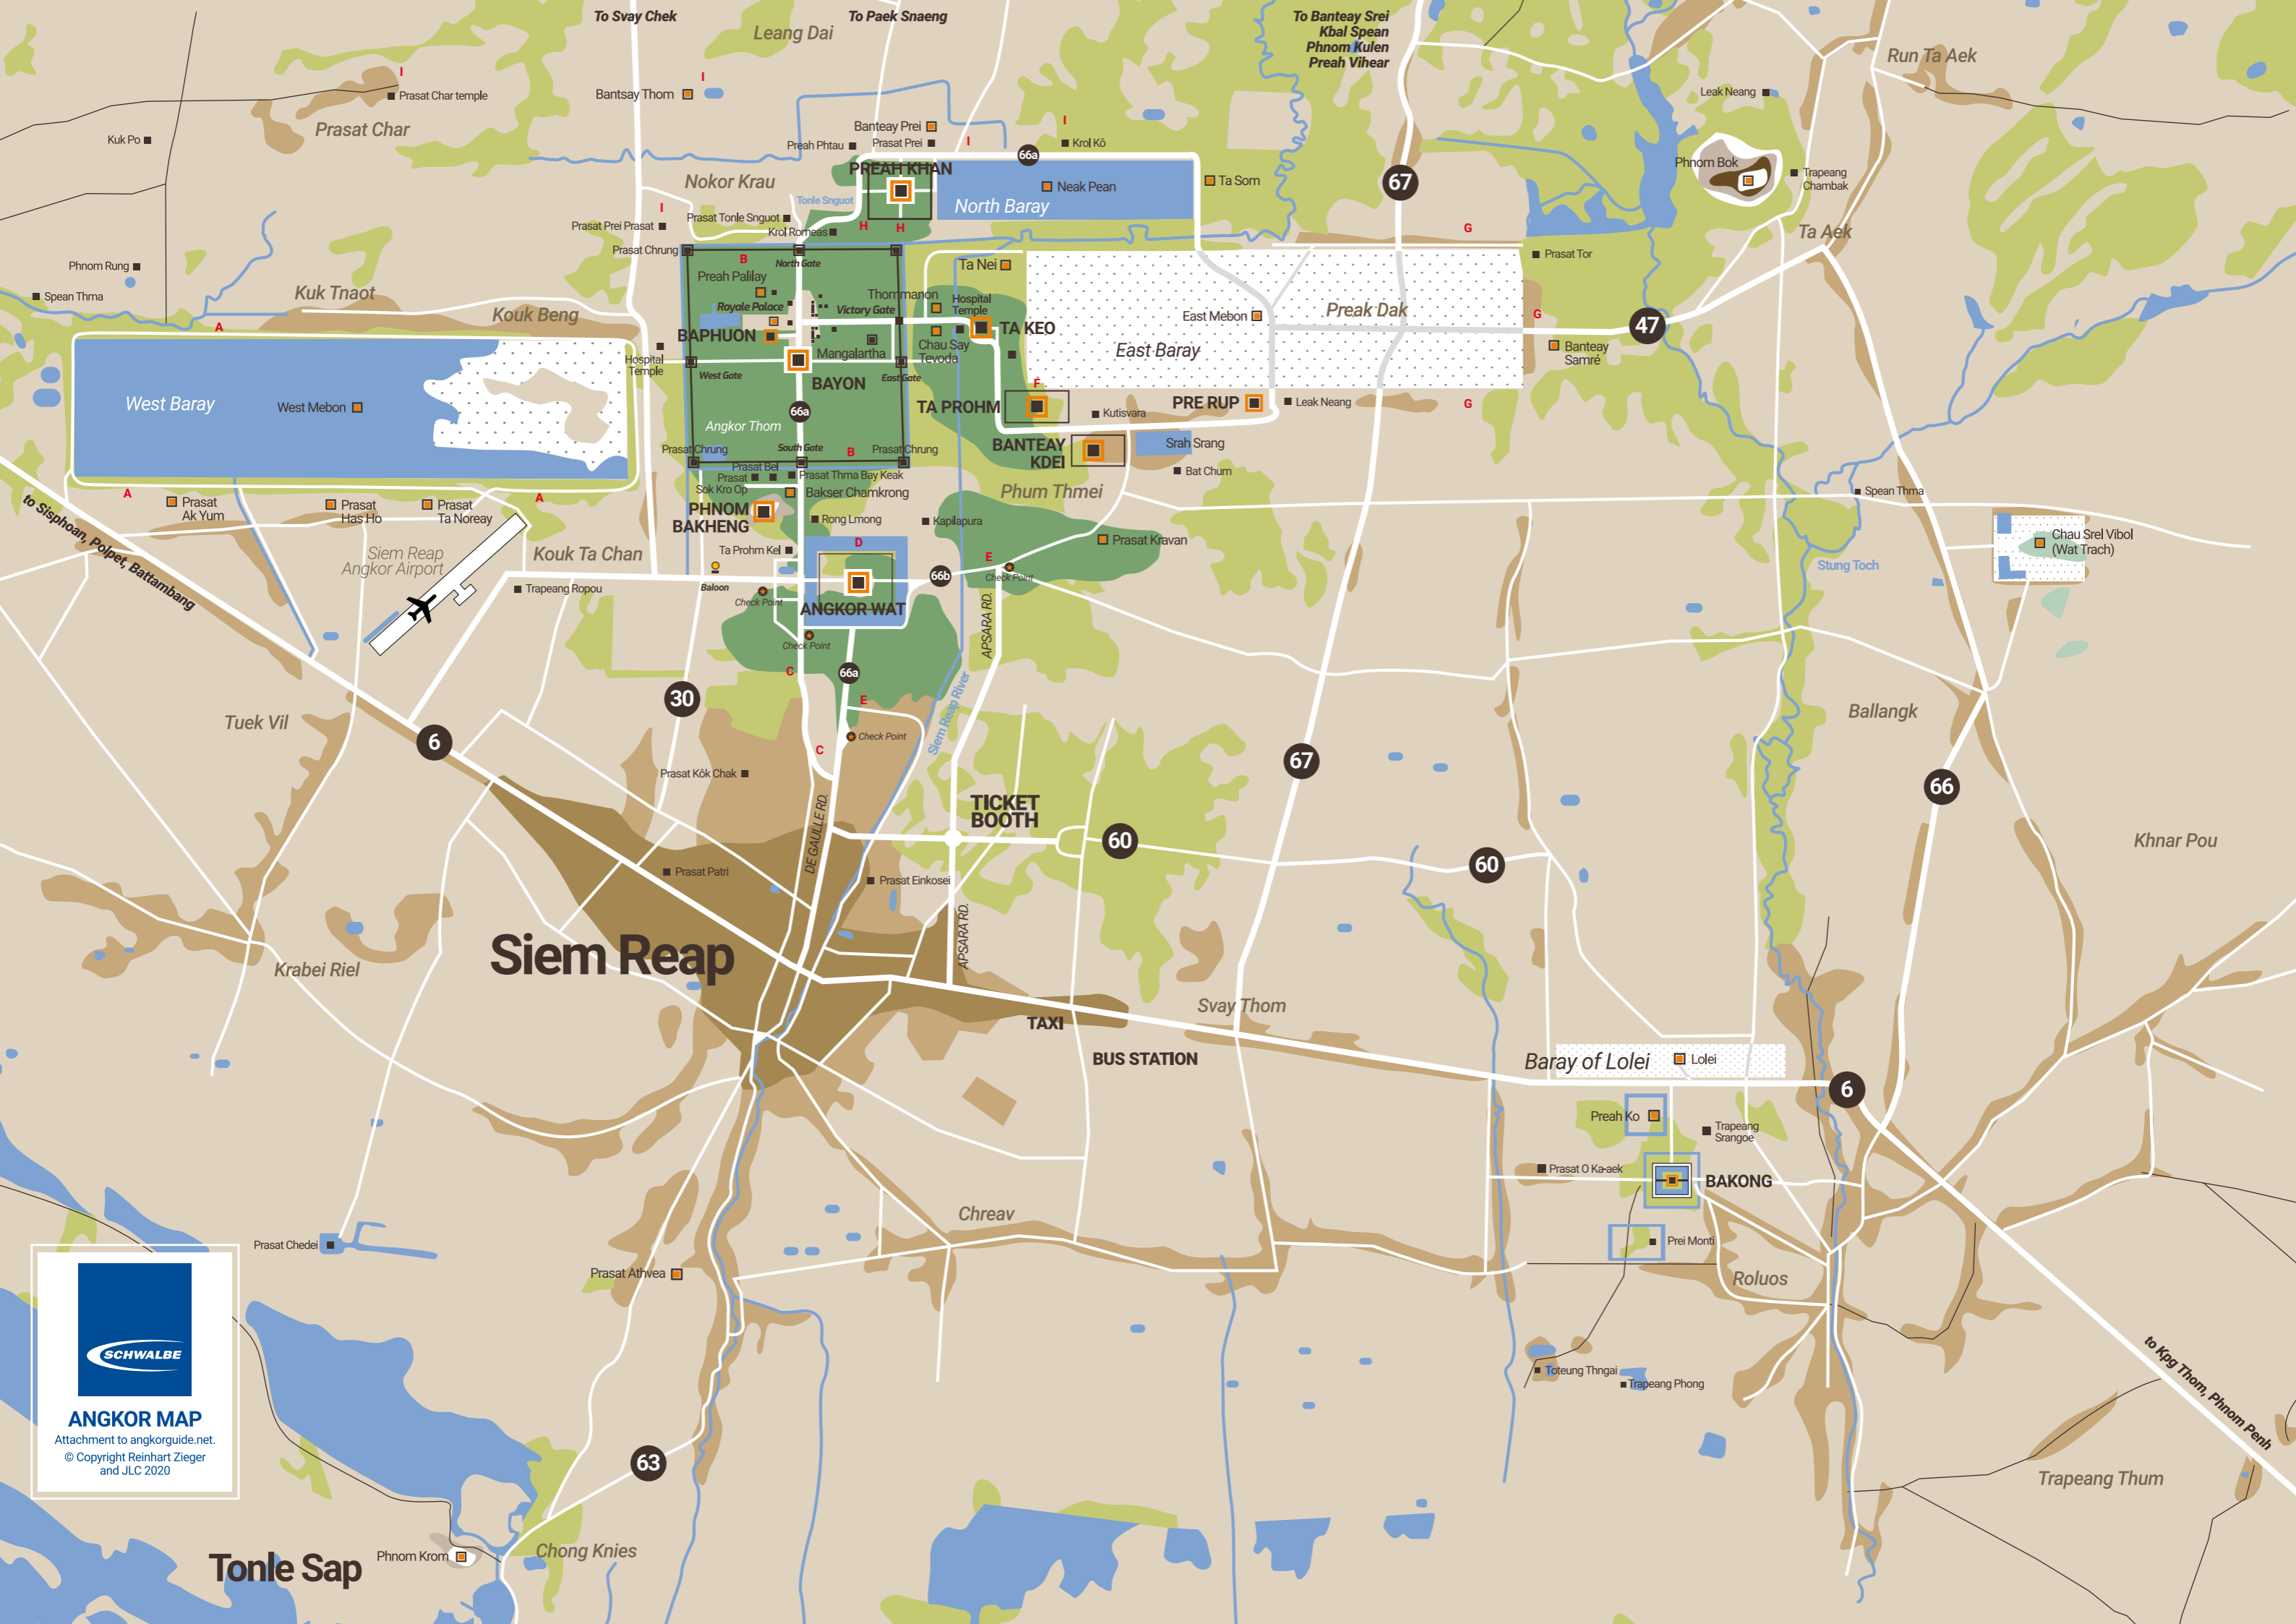 To Svay Chek
To Paek Snaeng
To Banteay Srei
Kbal Spean
Phnom Kulen
Preah Vihear
Leang Dai
Run Ta Aek
I
Prasat Char temple
Prasat Char
Kuk Po
I
Bantsay Thom
Banteay Prei
Preah Phtau
Prasat Prei
I
I
Krol Kô
66a
PREAH KHAN
Neak Pean
North Baray
Ta Som
67
Leak Neang
Phnom Bok
Trapeang
Chambak
Ta Aek
Nokor Krau
Tonle Snguot
I
Prasat Prei Prasat
Prasat Tonle Snguot
Krol Romeas
H
H
G
Prasat Tor
Phnom Rung
Spean Thma
Kuk Tnaot
Kouk Beng
A
Prasat Chrung
B
North Gate
Preah Palilay
Royale Palace
Thommanon
Victory Gate
Ta Nei
Hospital
Temple
TA KEO
BAPHUON
Mangalartha
Chau Say
Tevoda
Hospital
Temple
West Gate
BAYON
East Gate
66a
Angkor Thom
East Mebon
Preak Dak
East Baray
G
47
Banteay
Samré
G
West Baray
West Mebon
F
TA PROHM
Kutisvara
PRE RUP
Leak Neang
BANTEAY
KDEI
Srah Srang
Bat Chum
Prasat Chrung
South Gate
B
Prasat Chrung
Prasat Bel
Prasat
Sok Kro Op
Prasat Thma Bay Keak
Bakser Chamkrong
PHNOM
BAKHENG
Rong Lmong
Kapilapura
Phum Thmei
Spean Thma
Chau Srei Vibol
(Wat Trach)
A
Prasat
Ak Yum
Prasat
Has Ho
Prasat
Ta Noreay
A
to Sisphoan, Polpet, Battambang
Siem Reap
Angkor Airport
Kouk Ta Chan
Trapeang Ropou
Ta Prohm Kel
D
Baloon
Check Point
ANGKOR WAT
66b
E
Check Point
Prasat Kravan
Stung Toch
Check Point
APSARA RD.
C
66a
E
30
Siem Reap River
Tuek Vil
6
C
Check Point
Prasat Kôk Chak
67
Ballangk
66
TICKET
BOOTH
DE GAULLE RD.
60
60
Khnar Pou
Prasat Patri
Prasat Einkosei
APSARA RD.
Siem Reap
Krabei Riel
Svay Thom
TAXI
BUS STATION
Baray of Lolei
Lolei
6
Preah Ko
Trapeang
Srangoe
Prasat O Ka-aek
BAKONG
Prei Monti
Roluos
Chreav
Prasat Chedei
Prasat Athvea
Toteung Thngai
Trapeang Phong
to Kpg Thom, Phnom Penh
Trapeang Thum
SCHWALBE
ANGKOR MAP
Attachment to angkorguide.net.
© Copyright Reinhart Zieger
and JLC 2020
63
Tonle Sap
Phnom Krom
Chong Knies